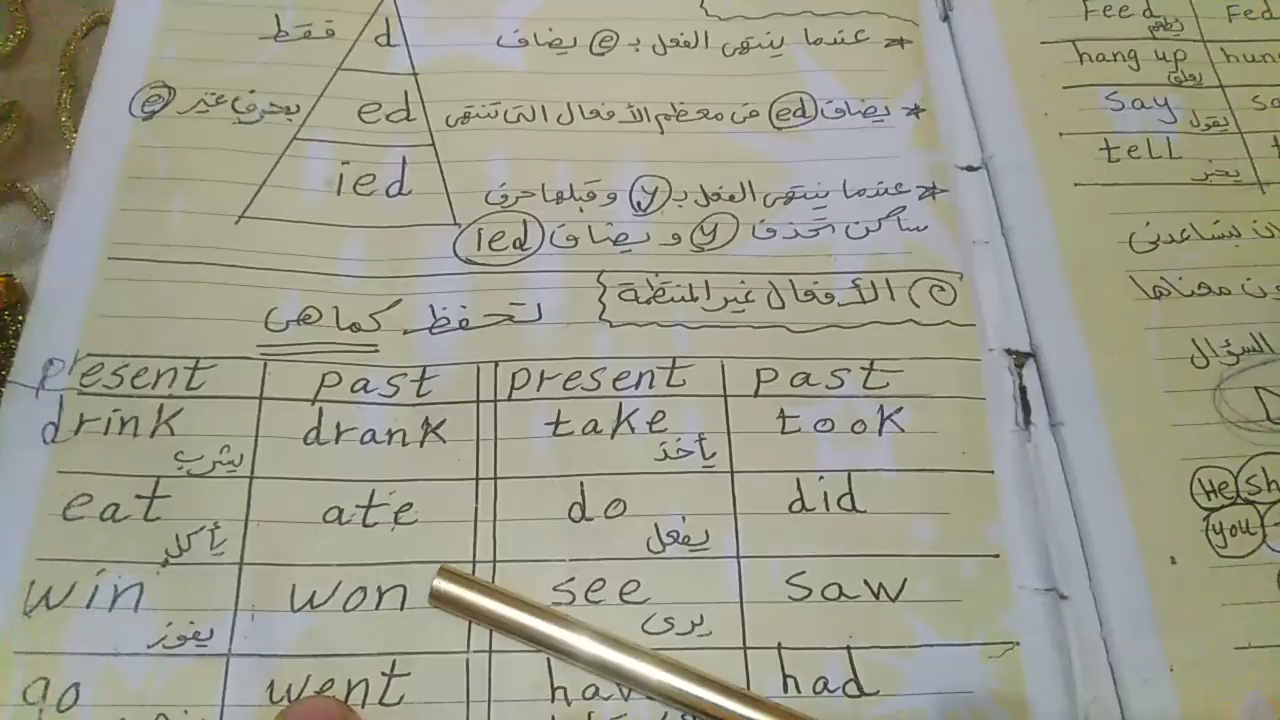 * عندما ينتهى الفعل بـ e يضاف d فقط
* يضاف ed فى معظم الأفعال التى تنتهى ed بحرف غير e
* عندما ينتهى الفعل بـ y وقبلها حرف ied
ساكن تحذف y ويضاف ied
الأفعال غير المنتظمة تحفظ كما هى
present past present past
drink يشرب drank take يأخذ took
eat يأكل ate do يفعل did
win يفوز won see يرى saw
go went had
Feed يطعم Fed
hang up يعلق
say يقول
tell يخبر
معناها
السؤال
He
you